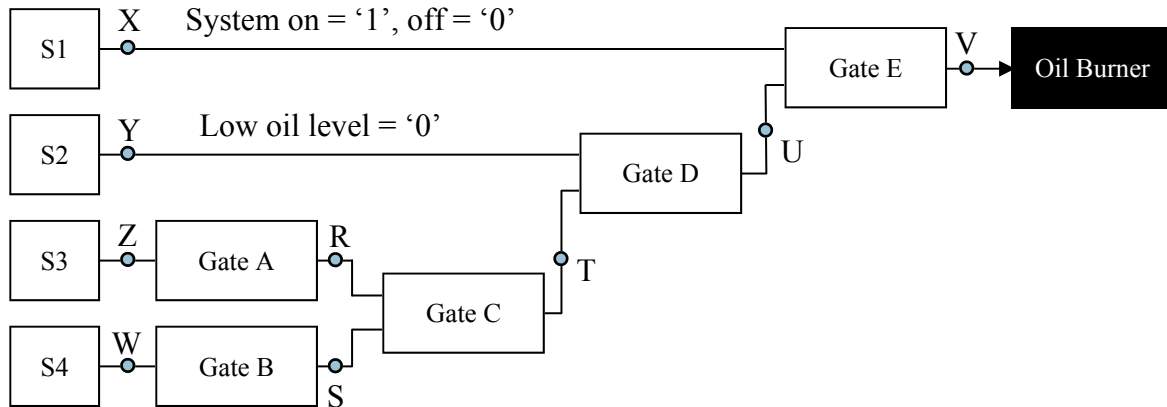 X
System on = ‘1’, off = ‘0’
S1
Gate E
V
Oil Burner
Y
Low oil level = ‘0’
S2
Gate D
U
Z
R
S3
Gate A
T
Gate C
W
S4
Gate B
S